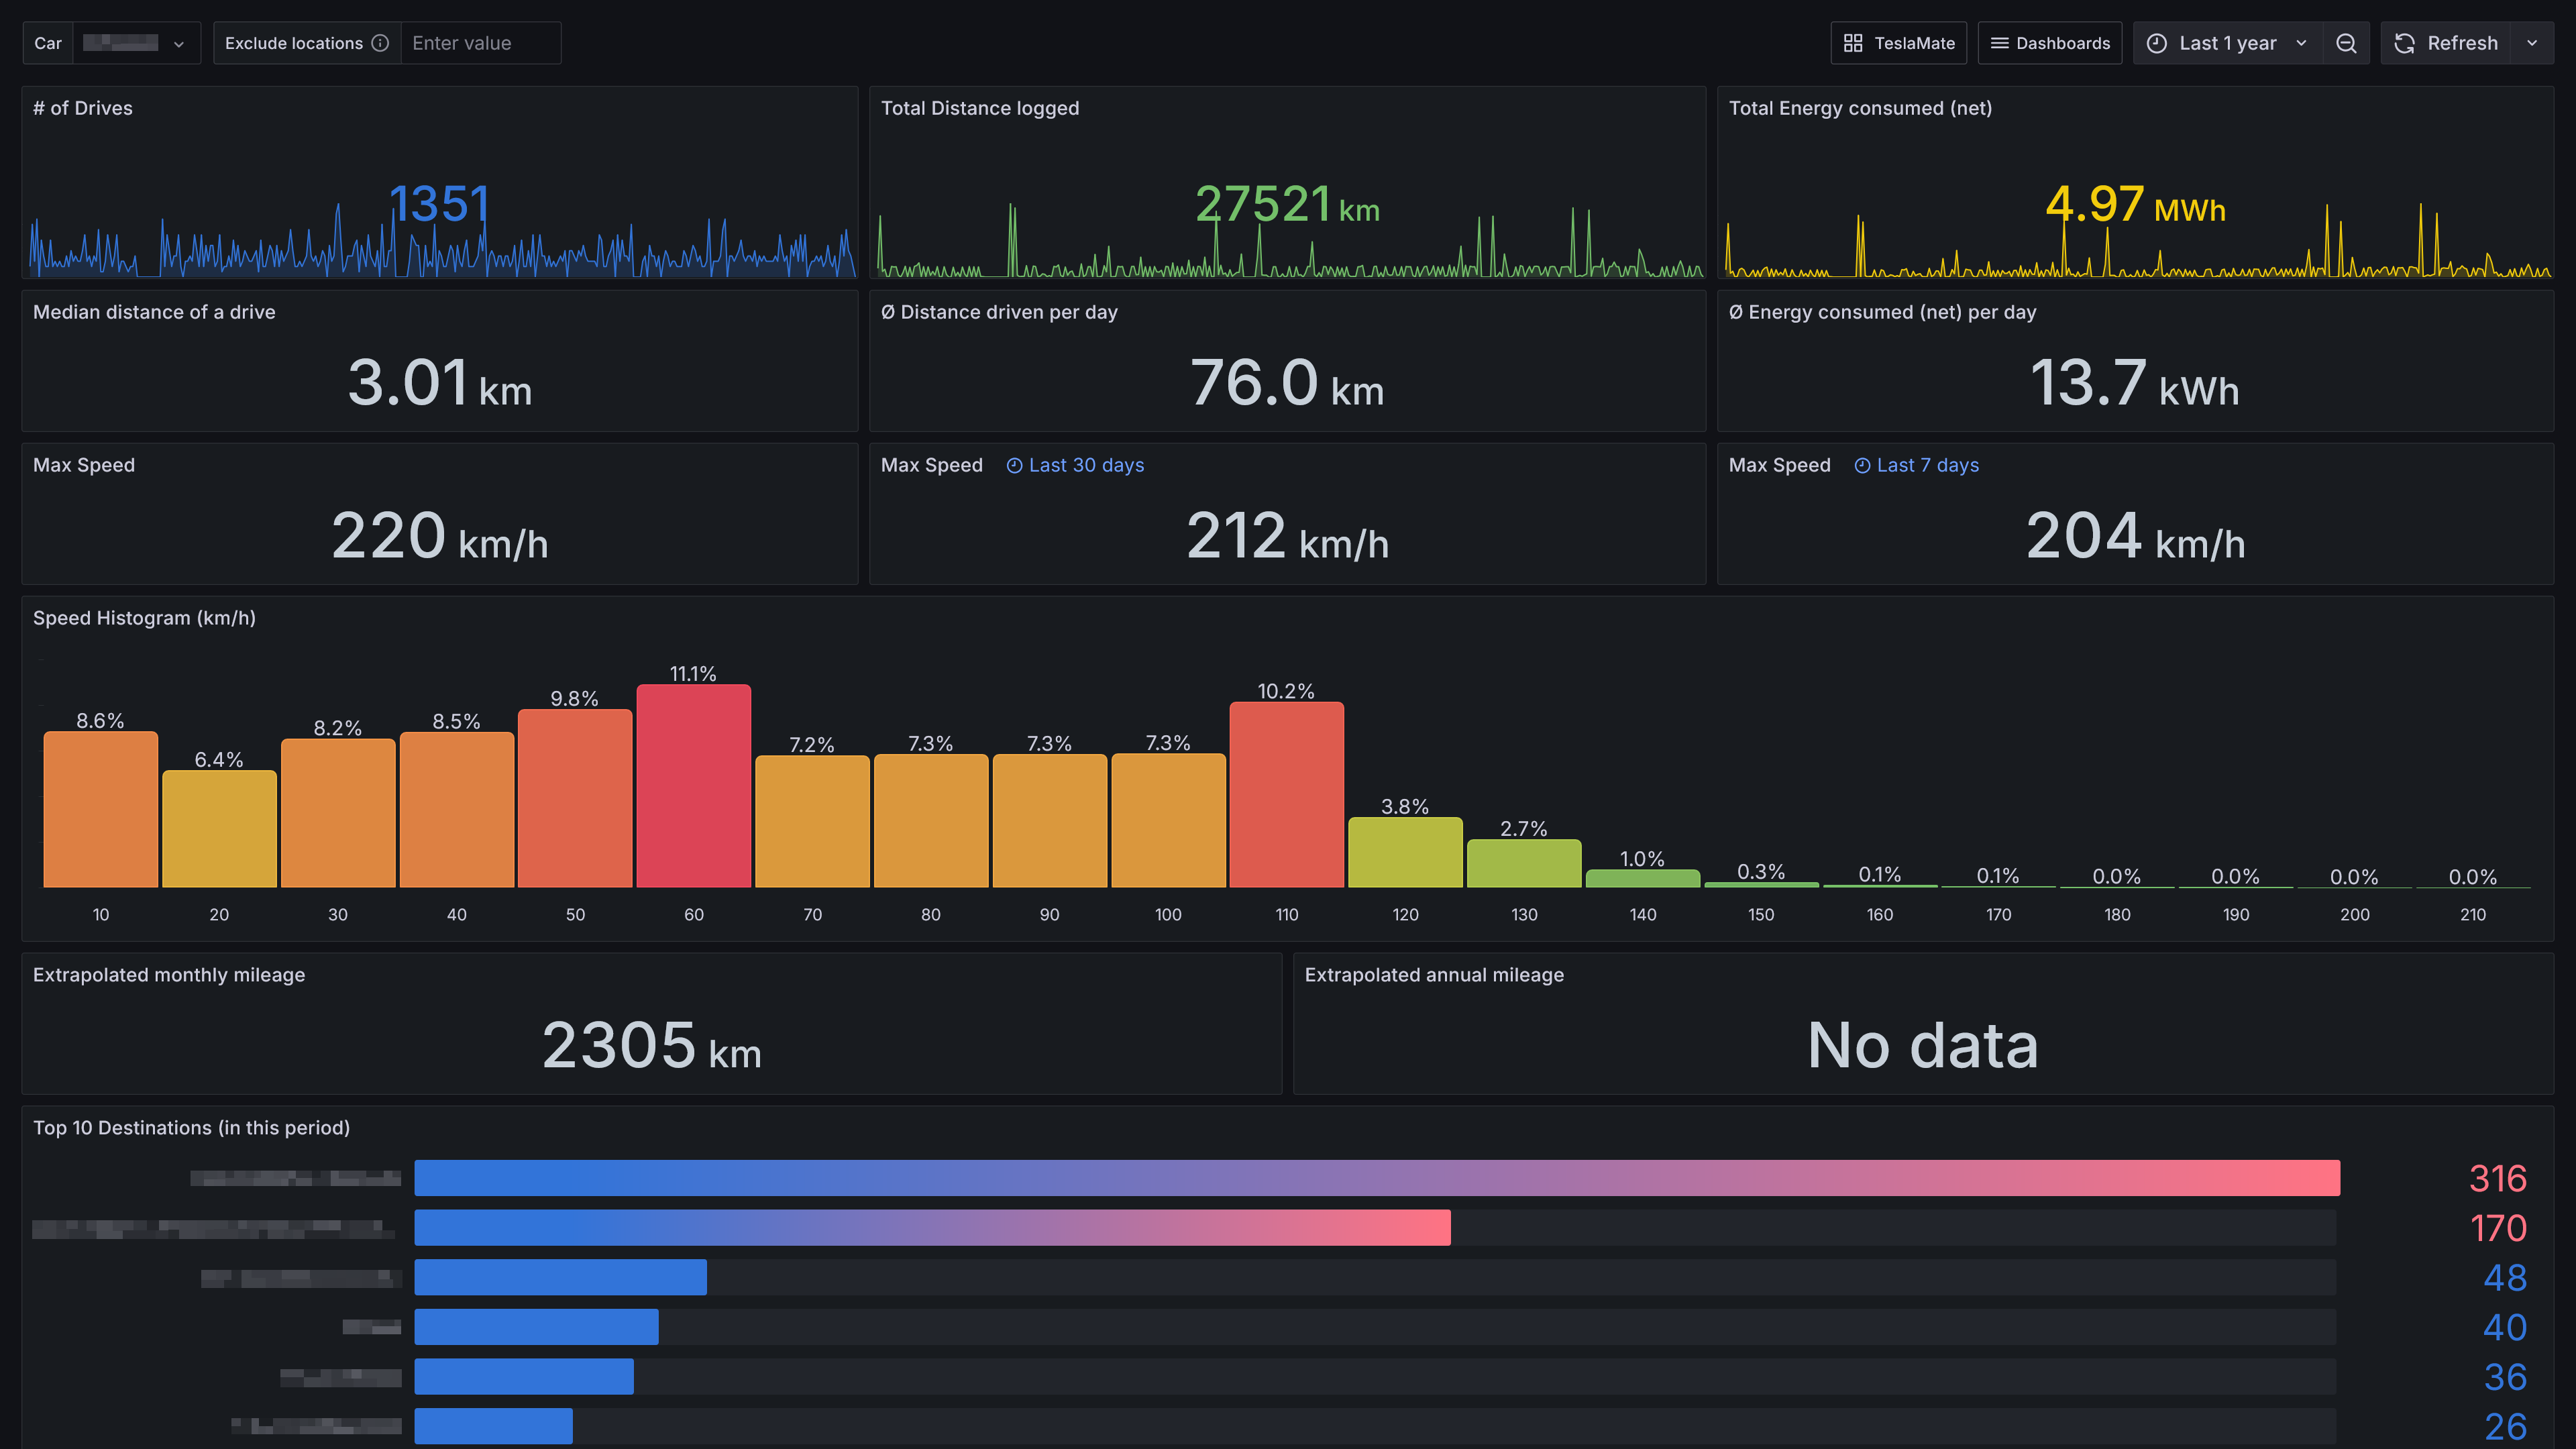 Car
Exclude locations Enter value
TeslaMate
Dashboards
Last 1 year
Refresh
# of Drives
1351
Total Distance logged
27521 km
Total Energy consumed (net)
4.97 MWh
Median distance of a drive
3.01 km
Ø Distance driven per day
76.0 km
Ø Energy consumed (net) per day
13.7 kWh
Max Speed
220 km/h
Max Speed Last 30 days
212 km/h
Max Speed Last 7 days
204 km/h
Speed Histogram (km/h)
8.6% 6.4% 8.2% 8.5% 9.8% 11.1% 7.2% 7.3% 7.3% 7.3% 10.2% 3.8% 2.7% 1.0% 0.3% 0.1% 0.1% 0.0% 0.0% 0.0% 0.0%
10 20 30 40 50 60 70 80 90 100 110 120 130 140 150 160 170 180 190 200 210
Extrapolated monthly mileage
2305 km
Extrapolated annual mileage
No data
Top 10 Destinations (in this period)
316
170
48
40
36
26